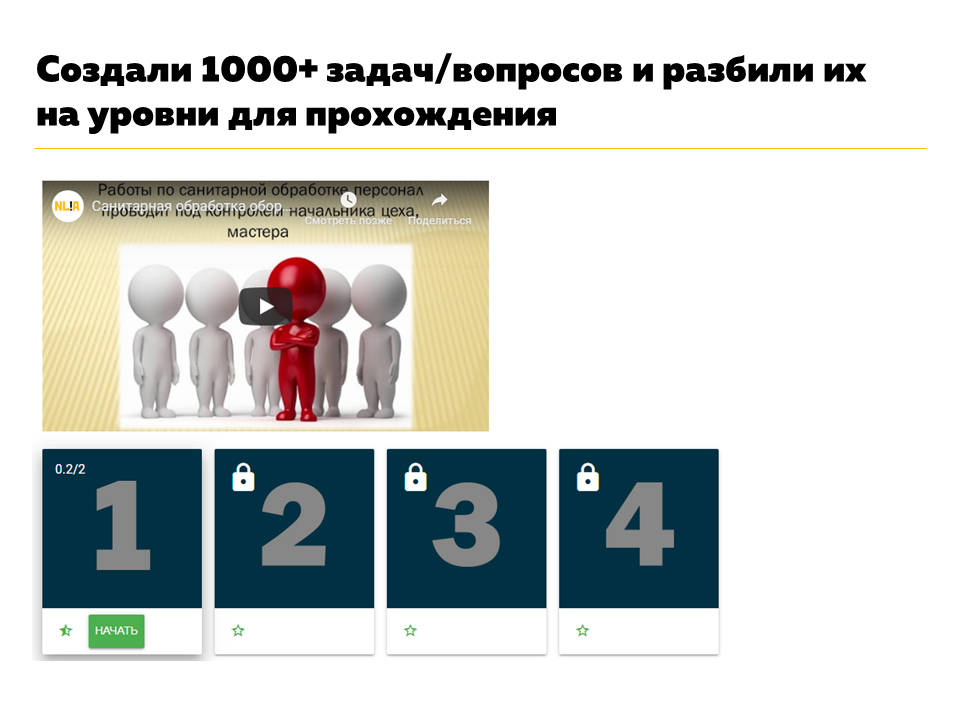 Создали 1000+ задач/вопросов и разбили их
на уровни для прохождения
Работы по санитарной обработке персонал
NL!A Санитарная обработка обор...
проводит под контролем начальника цеха,
Смотреть позже Поделиться
мастера
0.2/2
1 2 3 4
НАЧАТЬ